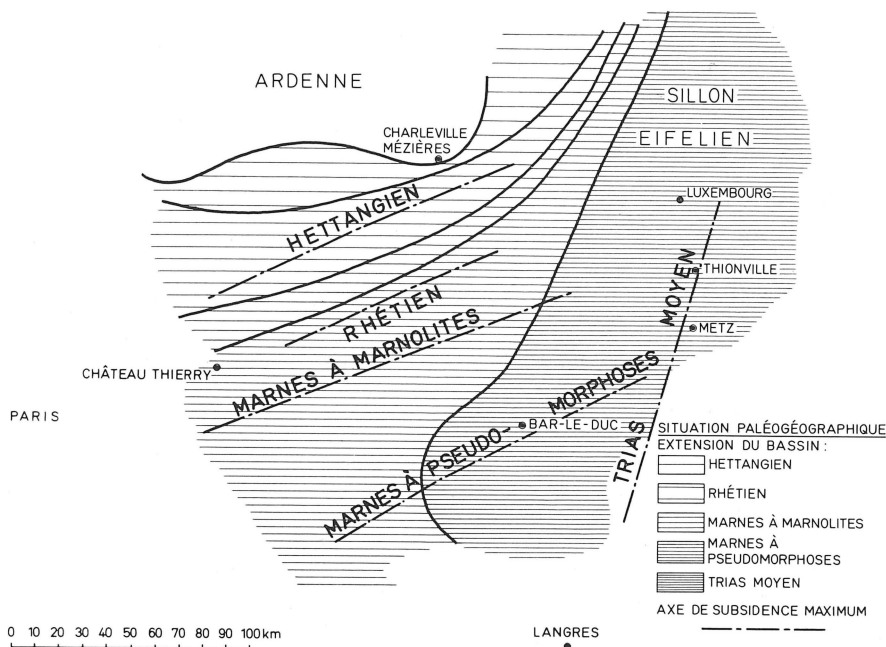 ARDENNE
SILLON
EIFELIEN
CHARLEVILLE
MÉZIÈRES
LUXEMBOURG
HETTANGIEN
THIONVILLE
MOYEN
RHÉTIEN
METZ
MARNES À MARNOLITES
CHÂTEAU THIERRY
PARIS
MORPHOSES
BAR-LE-DUC
MARNES À PSEUDO-
TRIAS
SITUATION PALÉOGÉOGRAPHIQUE
EXTENSION DU BASSIN :
HETTANGIEN
RHÉTIEN
MARNES À MARNOLITES
MARNES À
PSEUDOMORPHOSES
TRIAS MOYEN
AXE DE SUBSIDENCE MAXIMUM
0 10 20 30 40 50 60 70 80 90 100km
LANGRES